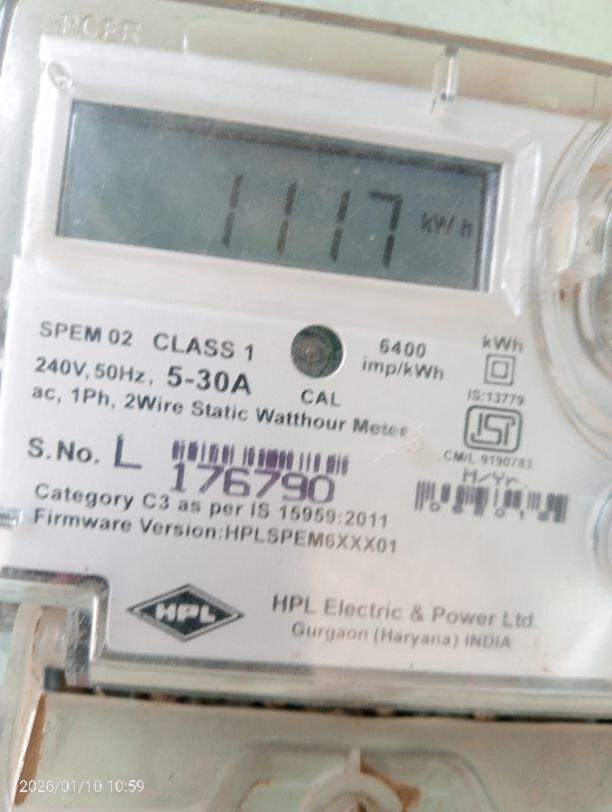 1117 kWh
SPEM 02 CLASS 1
6400 imp/kWh
kWh
240V, 50Hz, 5-30A
CAL
IS:13779
ac, 1Ph, 2Wire Static Watthour Meter
ISI
CM/L-9190783
S.No. L 176790
M/Yr.
Category C3 as per IS 15959:2011
Firmware Version:HPLSPEM6XXX01
HPL
HPL Electric & Power Ltd.
Gurgaon (Haryana) INDIA
2026/01/10 10:59